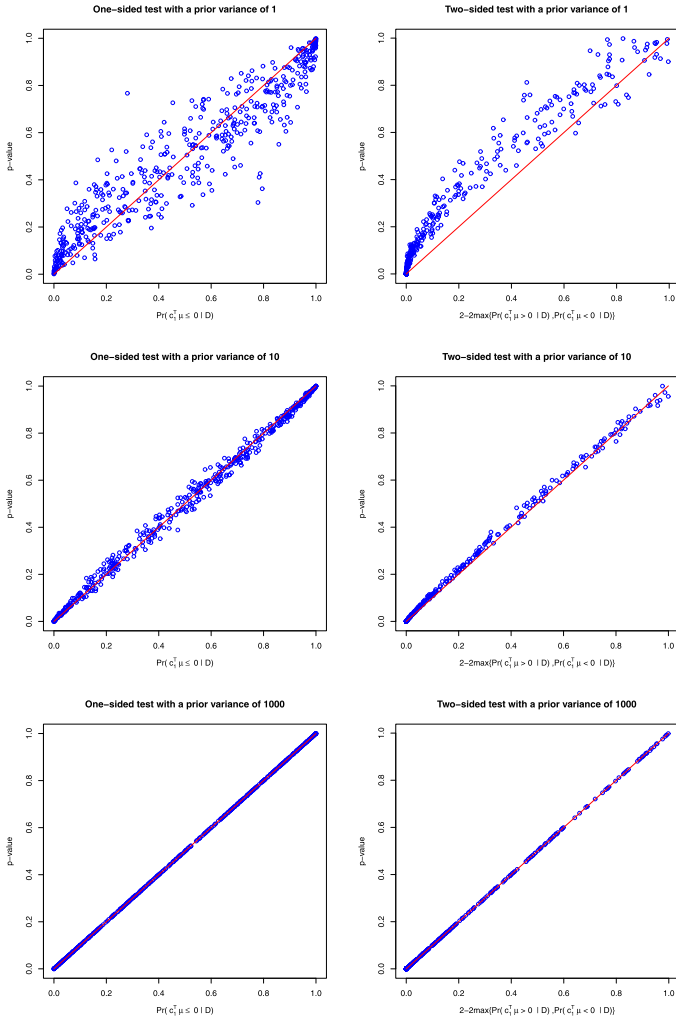 One−sided test with a prior variance of 1
p−value
0.0 0.2 0.4 0.6 0.8 1.0
0.0 0.2 0.4 0.6 0.8 1.0
Pr( c₁ᵀ μ ≤ 0 | D)
Two−sided test with a prior variance of 1
p−value
0.0 0.2 0.4 0.6 0.8 1.0
0.0 0.2 0.4 0.6 0.8 1.0
2−2max{Pr( c₁ᵀ μ > 0 | D) ,Pr( c₁ᵀ μ < 0 | D)}
One−sided test with a prior variance of 10
p−value
0.0 0.2 0.4 0.6 0.8 1.0
0.0 0.2 0.4 0.6 0.8 1.0
Pr( c₁ᵀ μ ≤ 0 | D)
Two−sided test with a prior variance of 10
p−value
0.0 0.2 0.4 0.6 0.8 1.0
0.0 0.2 0.4 0.6 0.8 1.0
2−2max{Pr( c₁ᵀ μ > 0 | D) ,Pr( c₁ᵀ μ < 0 | D)}
One−sided test with a prior variance of 1000
p−value
0.0 0.2 0.4 0.6 0.8 1.0
0.0 0.2 0.4 0.6 0.8 1.0
Pr( c₁ᵀ μ ≤ 0 | D)
Two−sided test with a prior variance of 1000
p−value
0.0 0.2 0.4 0.6 0.8 1.0
0.0 0.2 0.4 0.6 0.8 1.0
2−2max{Pr( c₁ᵀ μ > 0 | D) ,Pr( c₁ᵀ μ < 0 | D)}